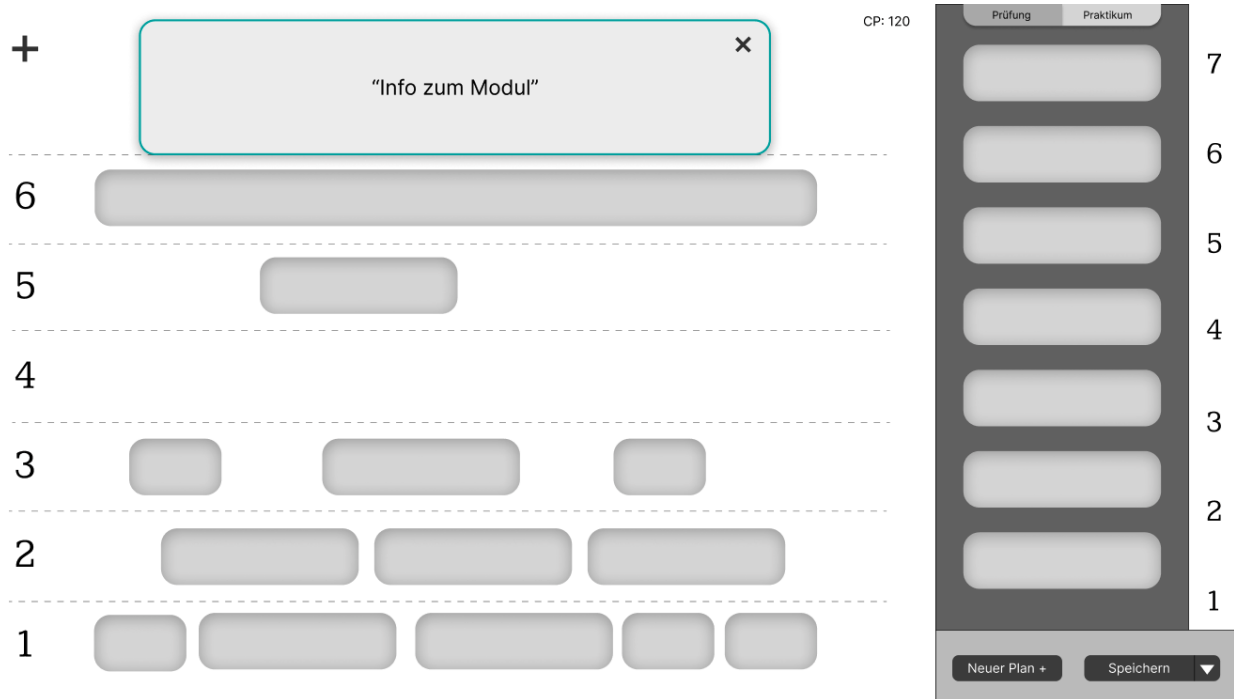 CP: 120
+
“Info zum Modul”
6
5
4
3
2
1
Prüfung Praktikum
7
6
5
4
3
2
1
Neuer Plan +
Speichern